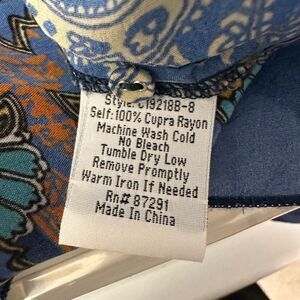 Style: C19218B-8
Self:100% Cupra Rayon
Machine Wash Cold
No Bleach
Tumble Dry Low
Remove Promptly
Warm Iron If Needed
Rn# 87291
Made In China